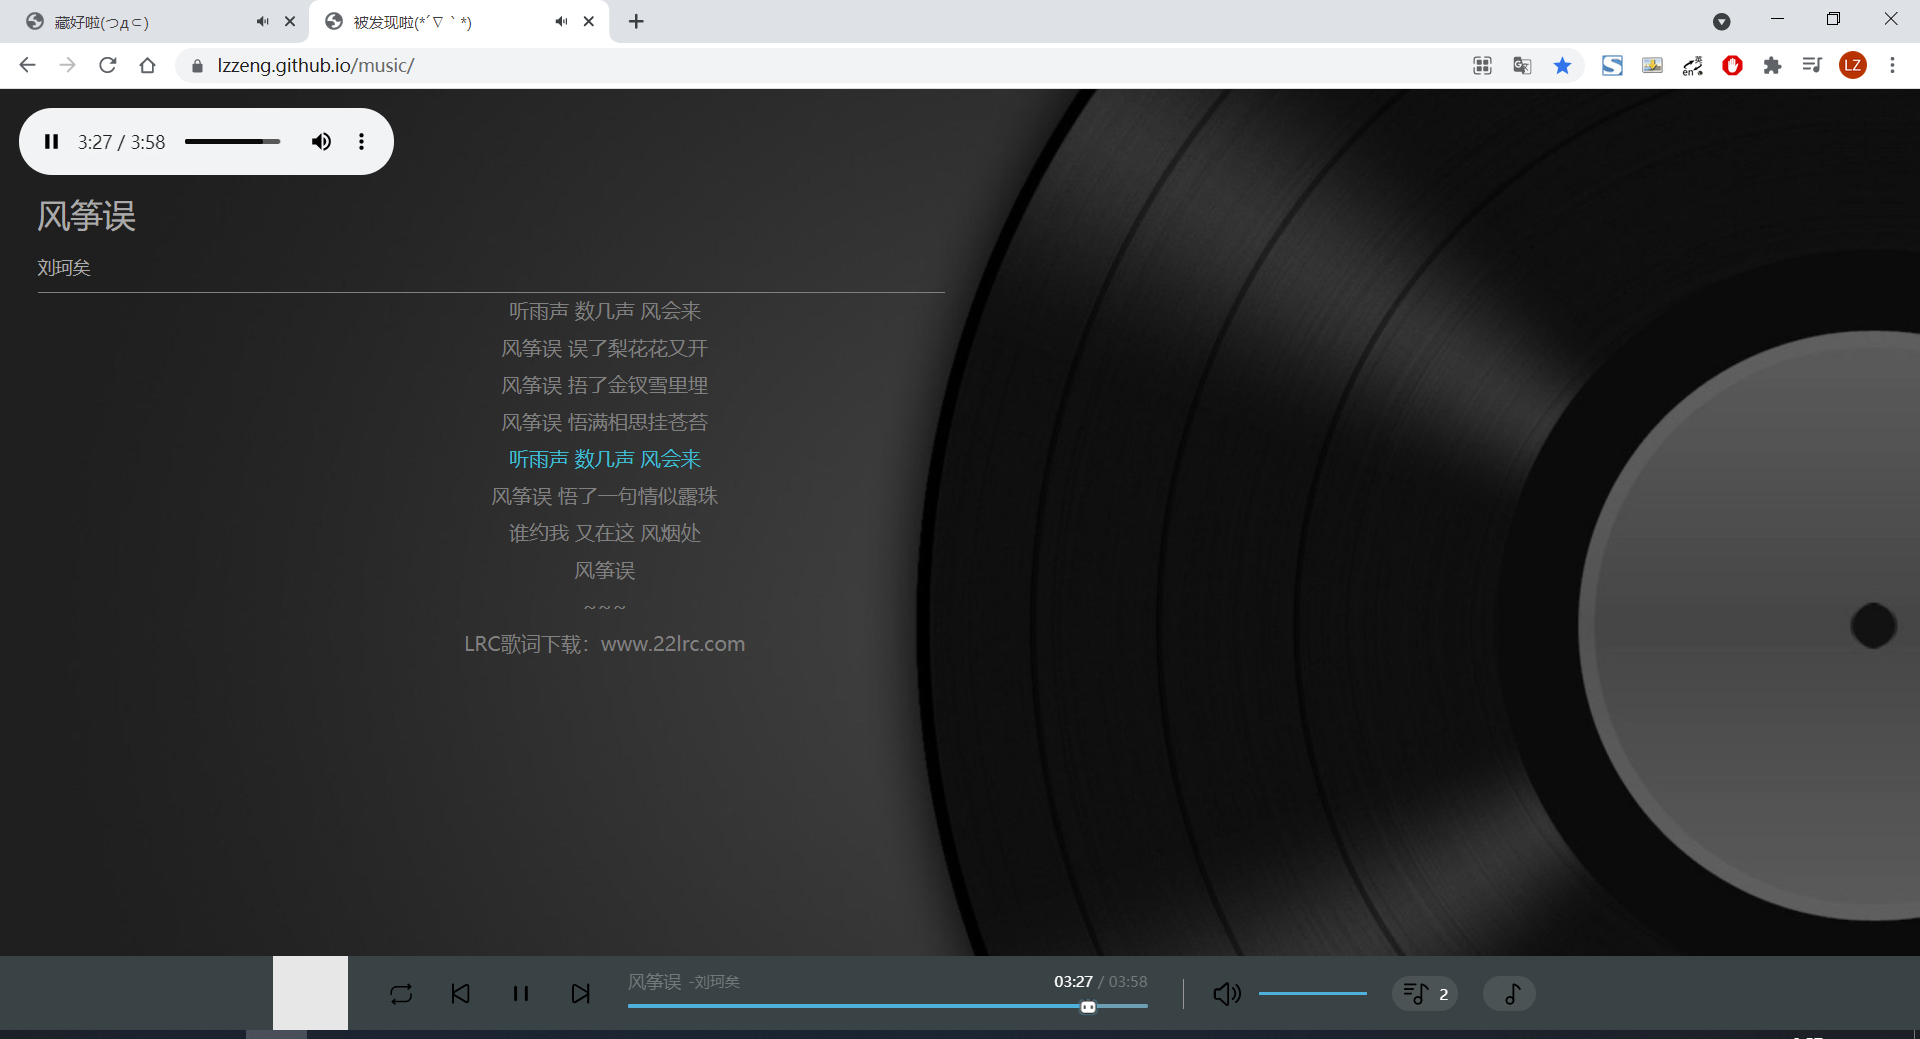 藏好啦(つд⊂)
被发现啦(*´∇｀*)
lzzeng.github.io/music/
英
en
LZ
3:27 / 3:58
风筝误
刘珂矣
听雨声 数几声 风会来
风筝误 误了梨花花又开
风筝误 捂了金钗雪里埋
风筝误 悟满相思挂苍苔
听雨声 数几声 风会来
风筝误 悟了一句情似露珠
谁约我 又在这 风烟处
风筝误
~~~
LRC歌词下载：www.22lrc.com
风筝误 -刘珂矣
03:27 / 03:58
2